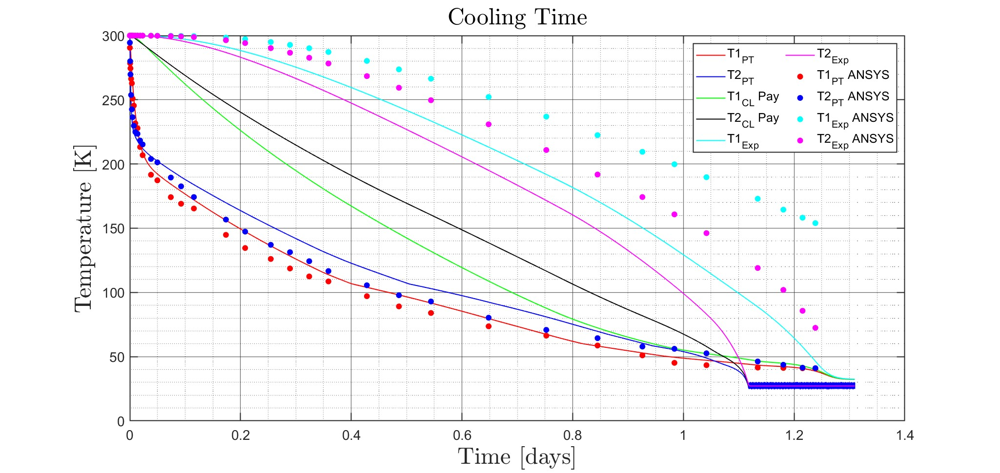 Cooling Time
Temperature [K]
300
250
200
150
100
50
0
T1PT
T2PT
T1CL Pay
T2CL Pay
T1Exp
T2Exp
T1PT ANSYS
T2PT ANSYS
T1Exp ANSYS
T2Exp ANSYS
0 0.2 0.4 0.6 0.8 1 1.2 1.4
Time [days]